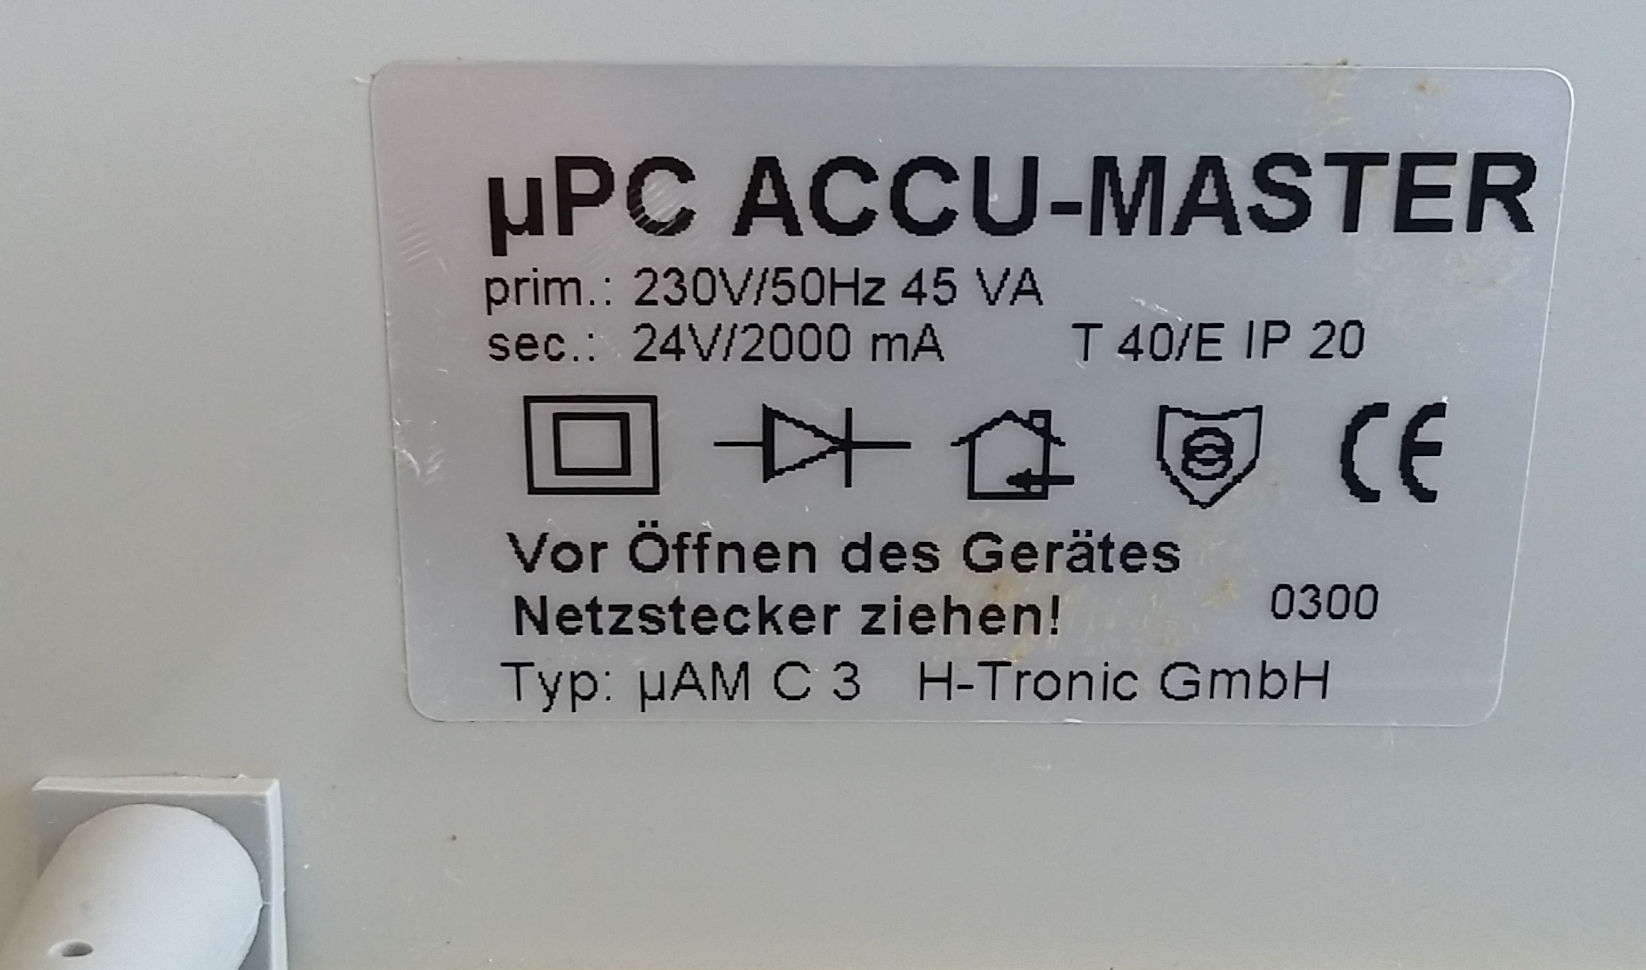 µPC ACCU-MASTER
prim.: 230V/50Hz 45 VA
sec.: 24V/2000 mA T 40/E IP 20
CE
Vor Öffnen des Gerätes
Netzstecker ziehen! 0300
Typ: µAM C 3 H-Tronic GmbH